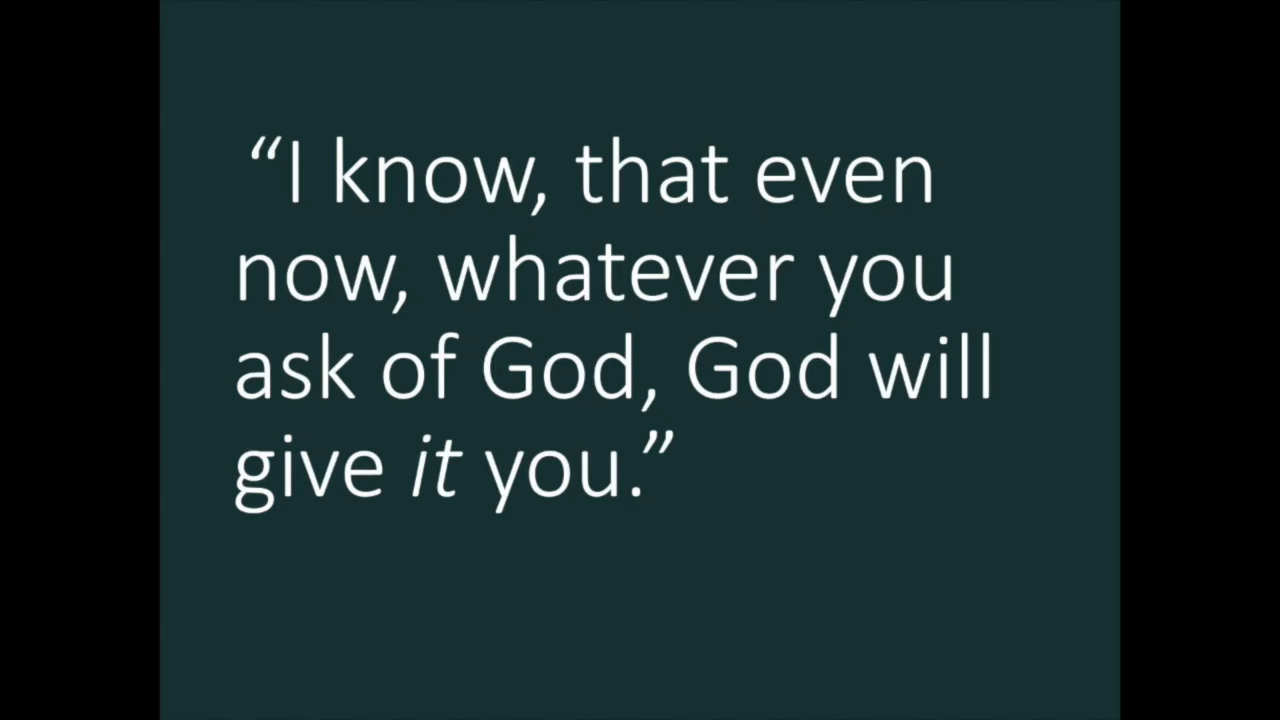 “I know, that even
now, whatever you
ask of God, God will
give it you.”